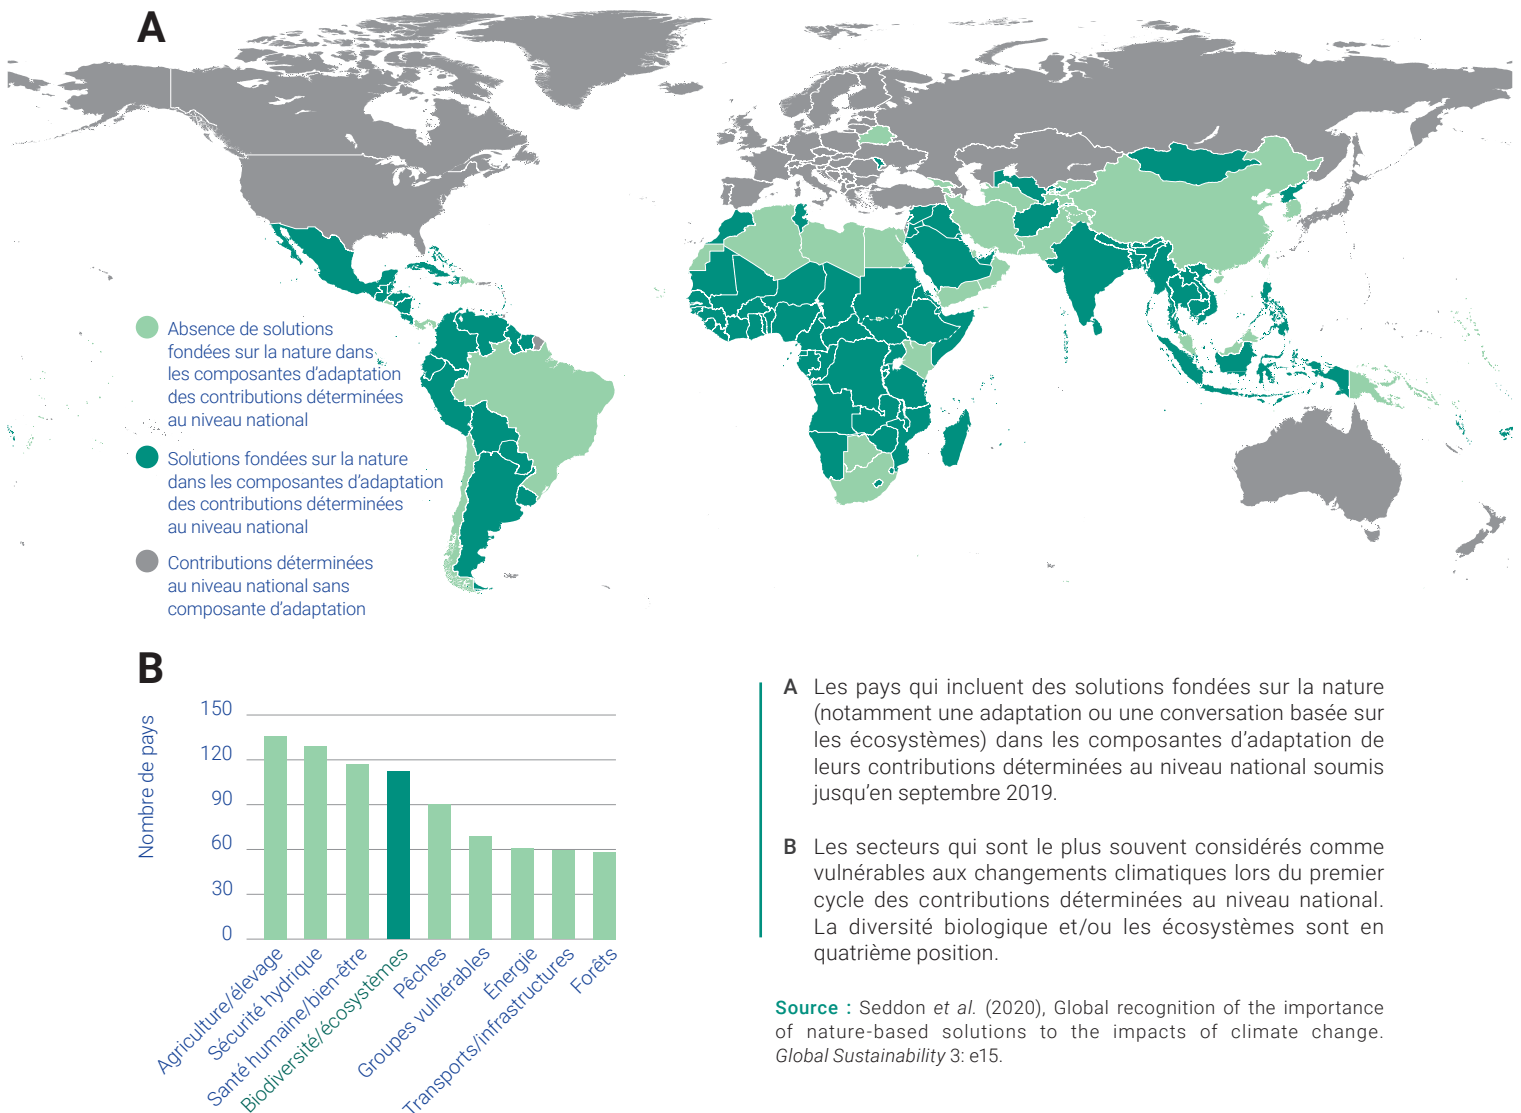 A
Absence de solutions
fondées sur la nature dans
les composantes d'adaptation
des contributions déterminées
au niveau national
Solutions fondées sur la nature
dans les composantes d'adaptation
des contributions déterminées
au niveau national
Contributions déterminées
au niveau national sans
composante d'adaptation
B
Nombre de pays
150
120
90
60
30
0
Agriculture/élevage
Sécurité hydrique
Santé humaine/bien-être
Biodiversité/écosystèmes
Pêches
Groupes vulnérables
Énergie
Transports/infrastructures
Forêts
A Les pays qui incluent des solutions fondées sur la nature
(notamment une adaptation ou une conversation basée sur
les écosystèmes) dans les composantes d'adaptation de
leurs contributions déterminées au niveau national soumis
jusqu'en septembre 2019.
B Les secteurs qui sont le plus souvent considérés comme
vulnérables aux changements climatiques lors du premier
cycle des contributions déterminées au niveau national.
La diversité biologique et/ou les écosystèmes sont en
quatrième position.
Source : Seddon et al. (2020), Global recognition of the importance
of nature-based solutions to the impacts of climate change.
Global Sustainability 3: e15.